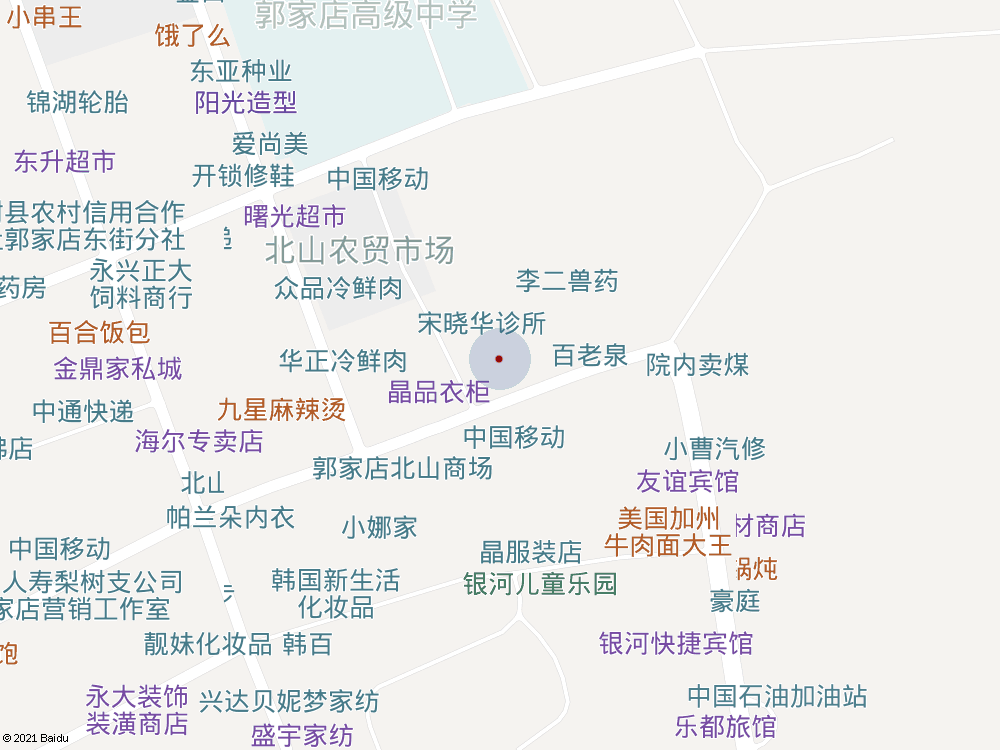 小串王
郭家店高级中学
饿了么
东亚种业
锦湖轮胎
阳光造型
爱尚美
东升超市
开锁修鞋
中国移动
县农村信用合作
郭家店东街分社
曙光超市
北山农贸市场
永兴正大
饲料商行
药房
众品冷鲜肉
李二兽药
宋晓华诊所
百合饭包
金鼎家私城
华正冷鲜肉
百老泉
院内卖煤
晶品衣柜
中通快递
九星麻辣烫
海尔专卖店
中国移动
店
小曹汽修
郭家店北山商场
友谊宾馆
北山
帕兰朵内衣
小娜家
美国加州
牛肉面大王
材商店
中国移动
晶服装店
锅炖
人寿梨树支公司
家店营销工作室
韩国新生活
化妆品
银河儿童乐园
豪庭
靓妹化妆品
韩百
银河快捷宾馆
饱
永大装饰
装潢商店
兴达贝妮梦家纺
中国石油加油站
盛宇家纺
乐都旅馆
© 2021 Baidu